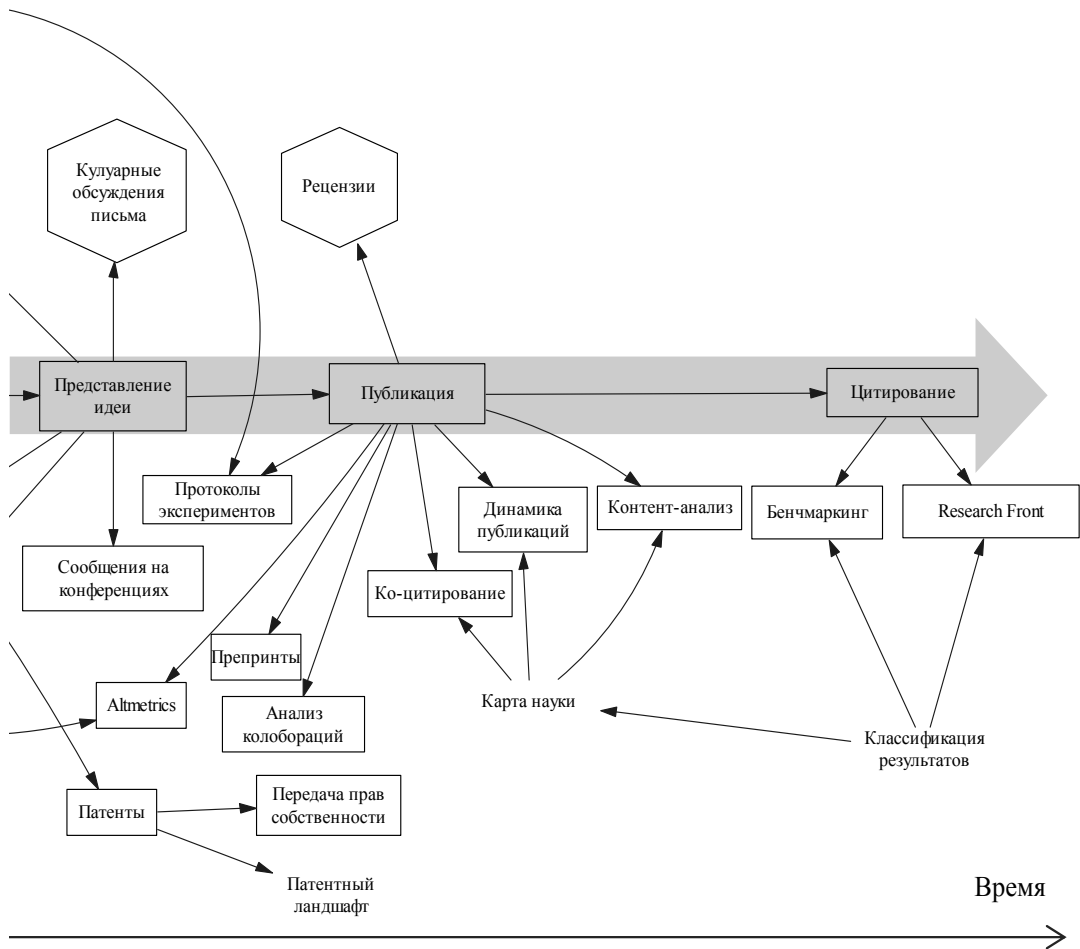 Кулуарные
обсуждения
письма
Рецензии
Представление
идеи
Публикация
Цитирование
Протоколы
экспериментов
Динамика
публикаций
Контент-анализ
Бенчмаркинг
Research Front
Сообщения на
конференциях
Ко-цитирование
Препринты
Altmetrics
Анализ
колобораций
Карта науки
Классификация
результатов
Патенты
Передача прав
собственности
Патентный
ландшафт
Время